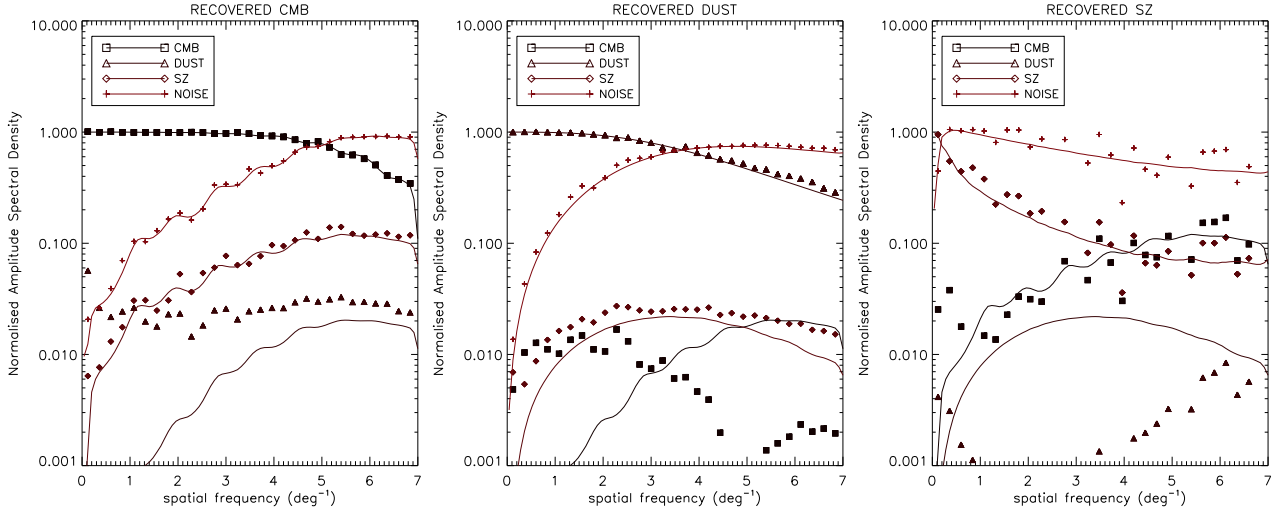 RECOVERED CMB
10.000
1.000
0.100
0.010
0.001
Normalised Amplitude Spectral Density
CMB
DUST
SZ
NOISE
0 1 2 3 4 5 6 7
spatial frequency (deg⁻¹)
RECOVERED DUST
10.000
1.000
0.100
0.010
0.001
Normalised Amplitude Spectral Density
CMB
DUST
SZ
NOISE
0 1 2 3 4 5 6 7
spatial frequency (deg⁻¹)
RECOVERED SZ
10.000
1.000
0.100
0.010
0.001
Normalised Amplitude Spectral Density
CMB
DUST
SZ
NOISE
0 1 2 3 4 5 6 7
spatial frequency (deg⁻¹)